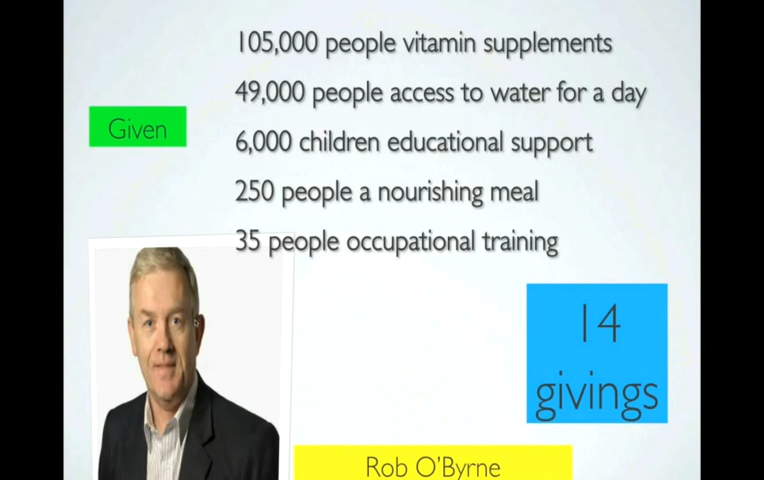 105,000 people vitamin supplements
49,000 people access to water for a day
Given
6,000 children educational support
250 people a nourishing meal
35 people occupational training
14
givings
Rob O'Byrne